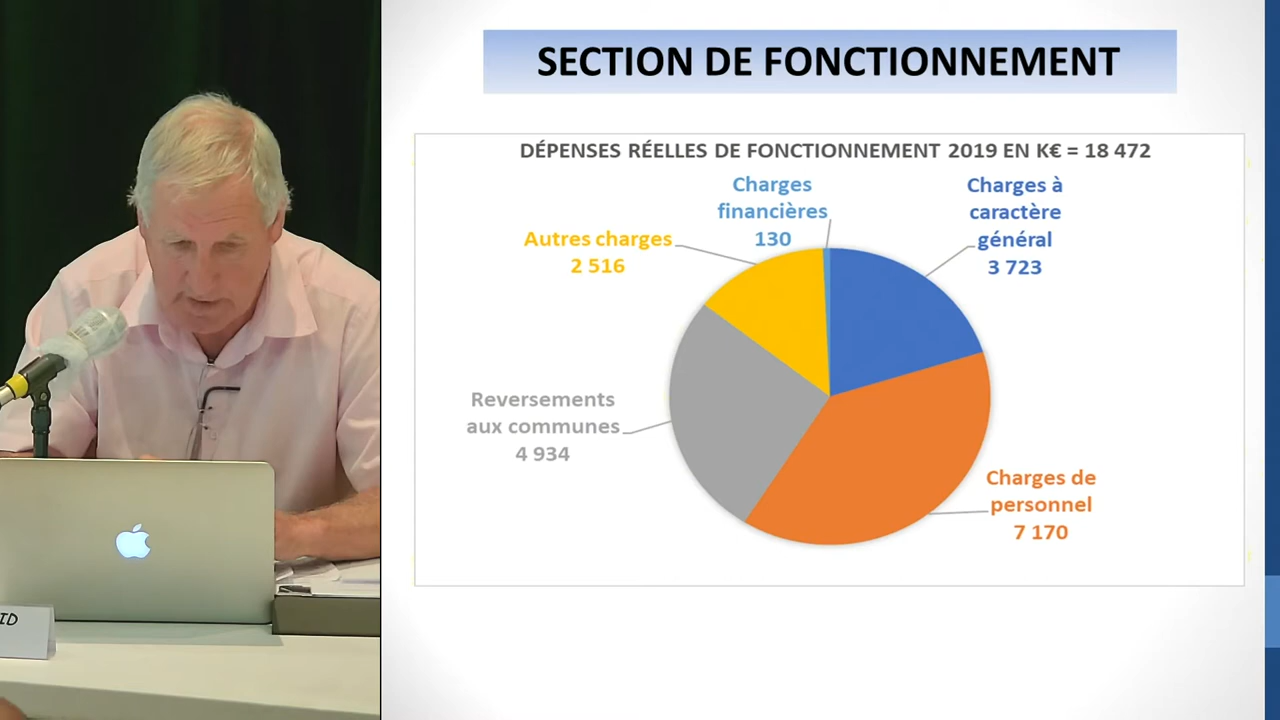 SECTION DE FONCTIONNEMENT
DÉPENSES RÉELLES DE FONCTIONNEMENT 2019 EN K€ = 18 472
Charges
financières
130
Charges à
caractère
général
3 723
Autres charges
2 516
Reversements
aux communes
4 934
Charges de
personnel
7 170
ID